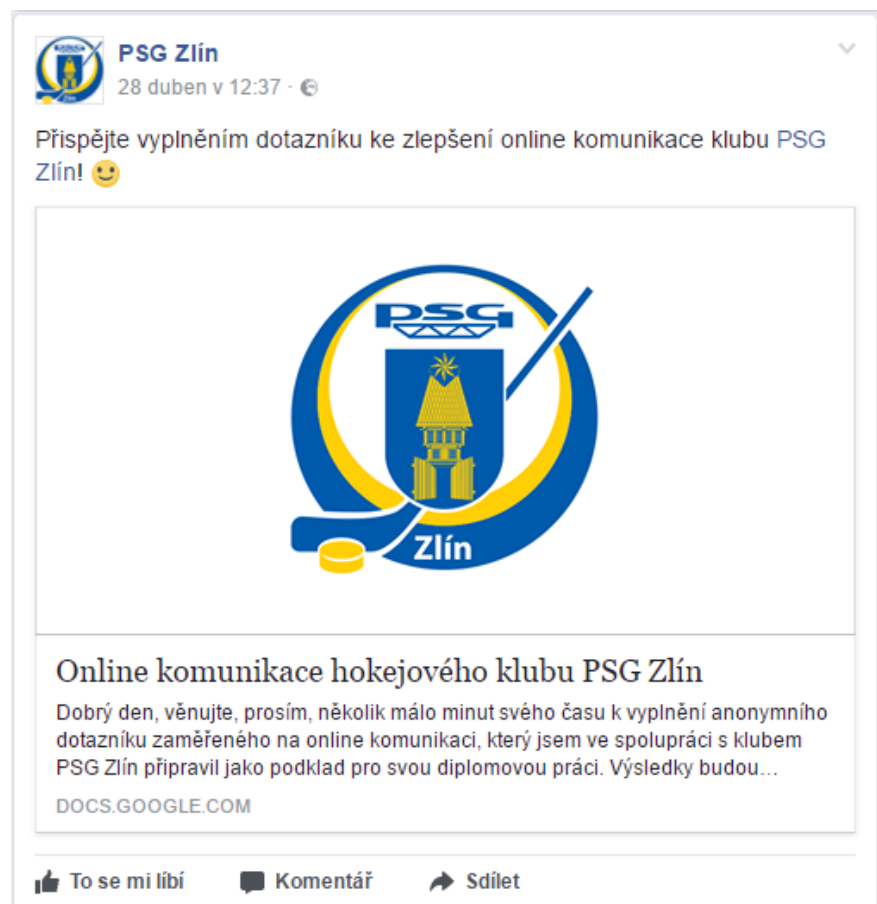 PSG Zlín
28 duben v 12:37 ·
Přispějte vyplněním dotazníku ke zlepšení online komunikace klubu PSG
Zlín! 🙂
PSG
Zlín
Online komunikace hokejového klubu PSG Zlín
Dobrý den, věnujte, prosím, několik málo minut svého času k vyplnění anonymního
dotazníku zaměřeného na online komunikaci, který jsem ve spolupráci s klubem
PSG Zlín připravil jako podklad pro svou diplomovou práci. Výsledky budou…
DOCS.GOOGLE.COM
To se mi líbí Komentář Sdílet